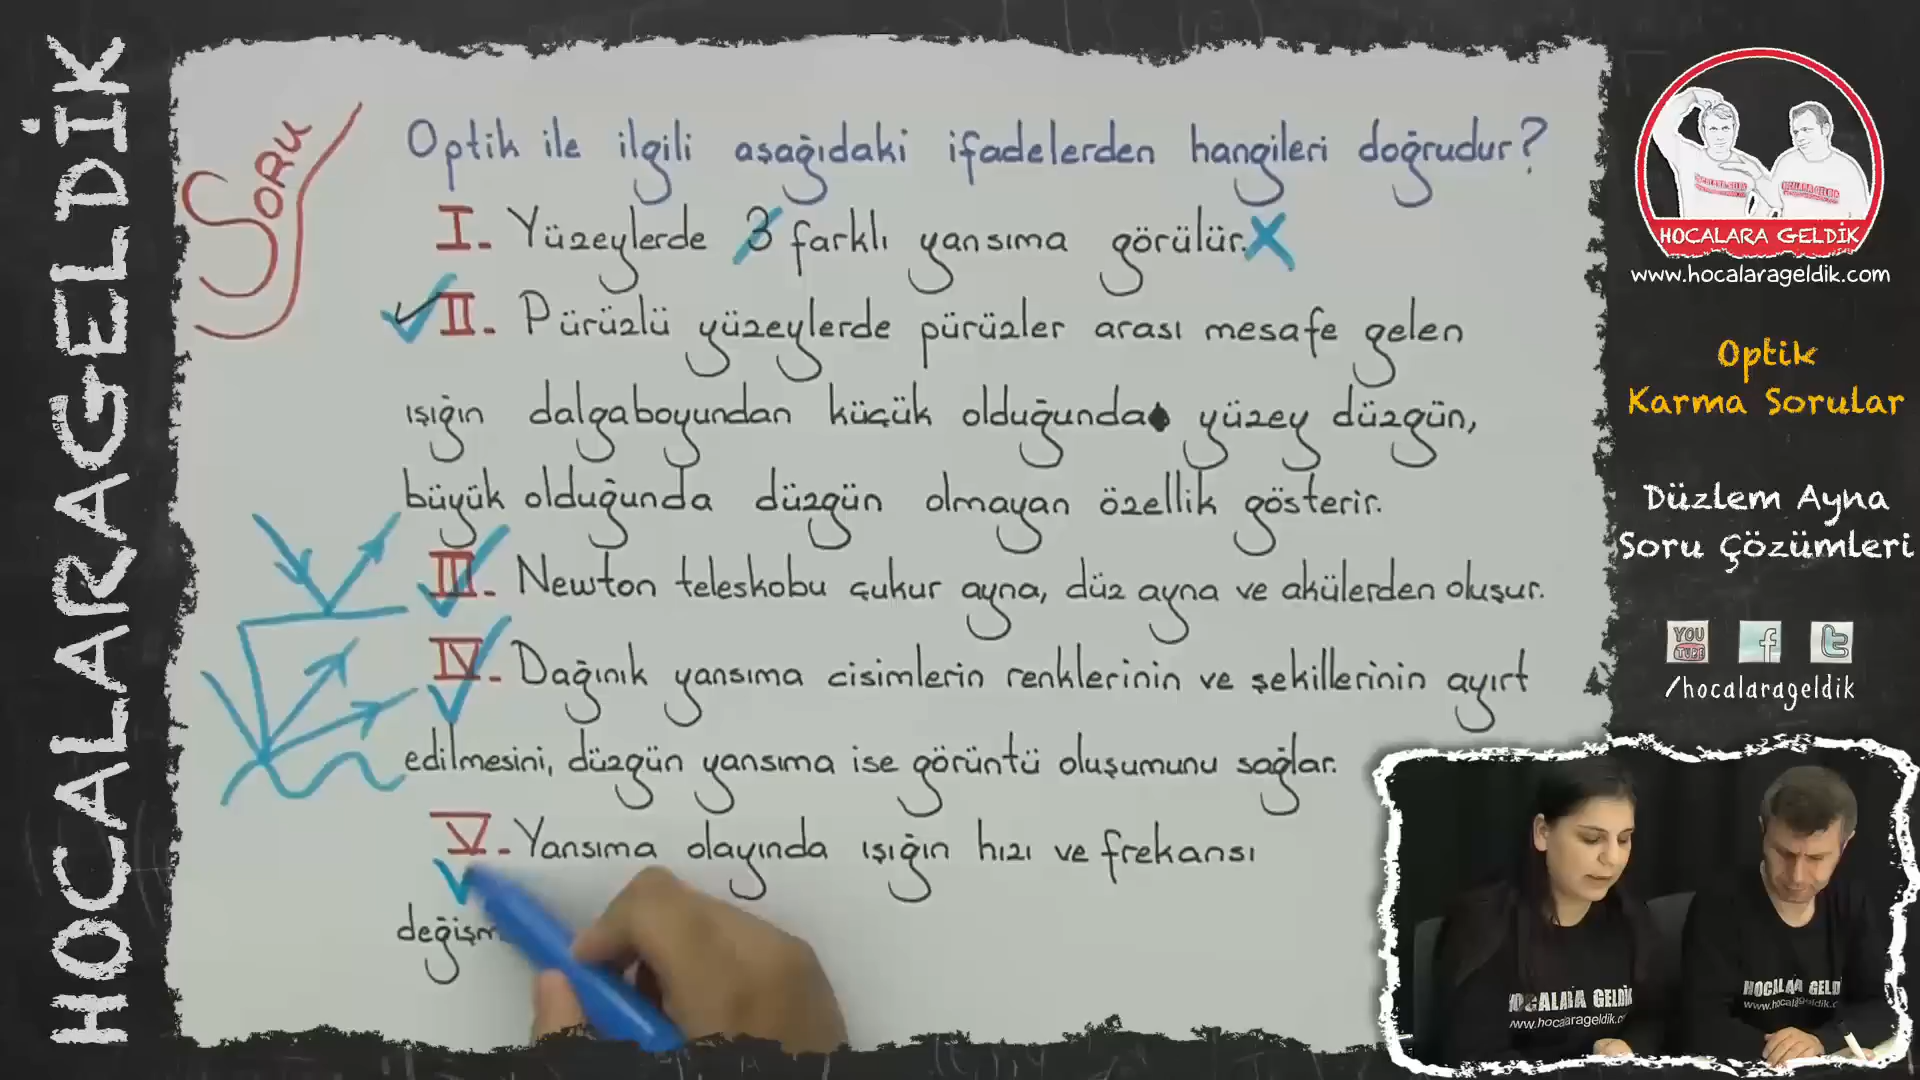 HOCALARAGELDİK
SORU
Optik ile ilgili aşağıdaki ifadelerden hangileri doğrudur?
I. Yüzeylerde 3 farklı yansıma görülür.
II. Pürüzlü yüzeylerde pürüzler arası mesafe gelen
ışığın dalgaboyundan küçük olduğunda yüzey düzgün,
büyük olduğunda düzgün olmayan özellik gösterir.
III. Newton teleskobu çukur ayna, düz ayna ve akülerden oluşur.
IV. Dağınık yansıma cisimlerin renklerinin ve şekillerinin ayırt
edilmesini, düzgün yansıma ise görüntü oluşumunu sağlar.
V. Yansıma olayında ışığın hızı ve frekansı
HOCALARA GELDİK
www.hocalarageldik.com
Optik
Karma Sorular
Düzlem Ayna
Soru Çözümleri
YOU TUBE f t
/hocalarageldik
HOCALARA GELDİK
HOCALARA GELD